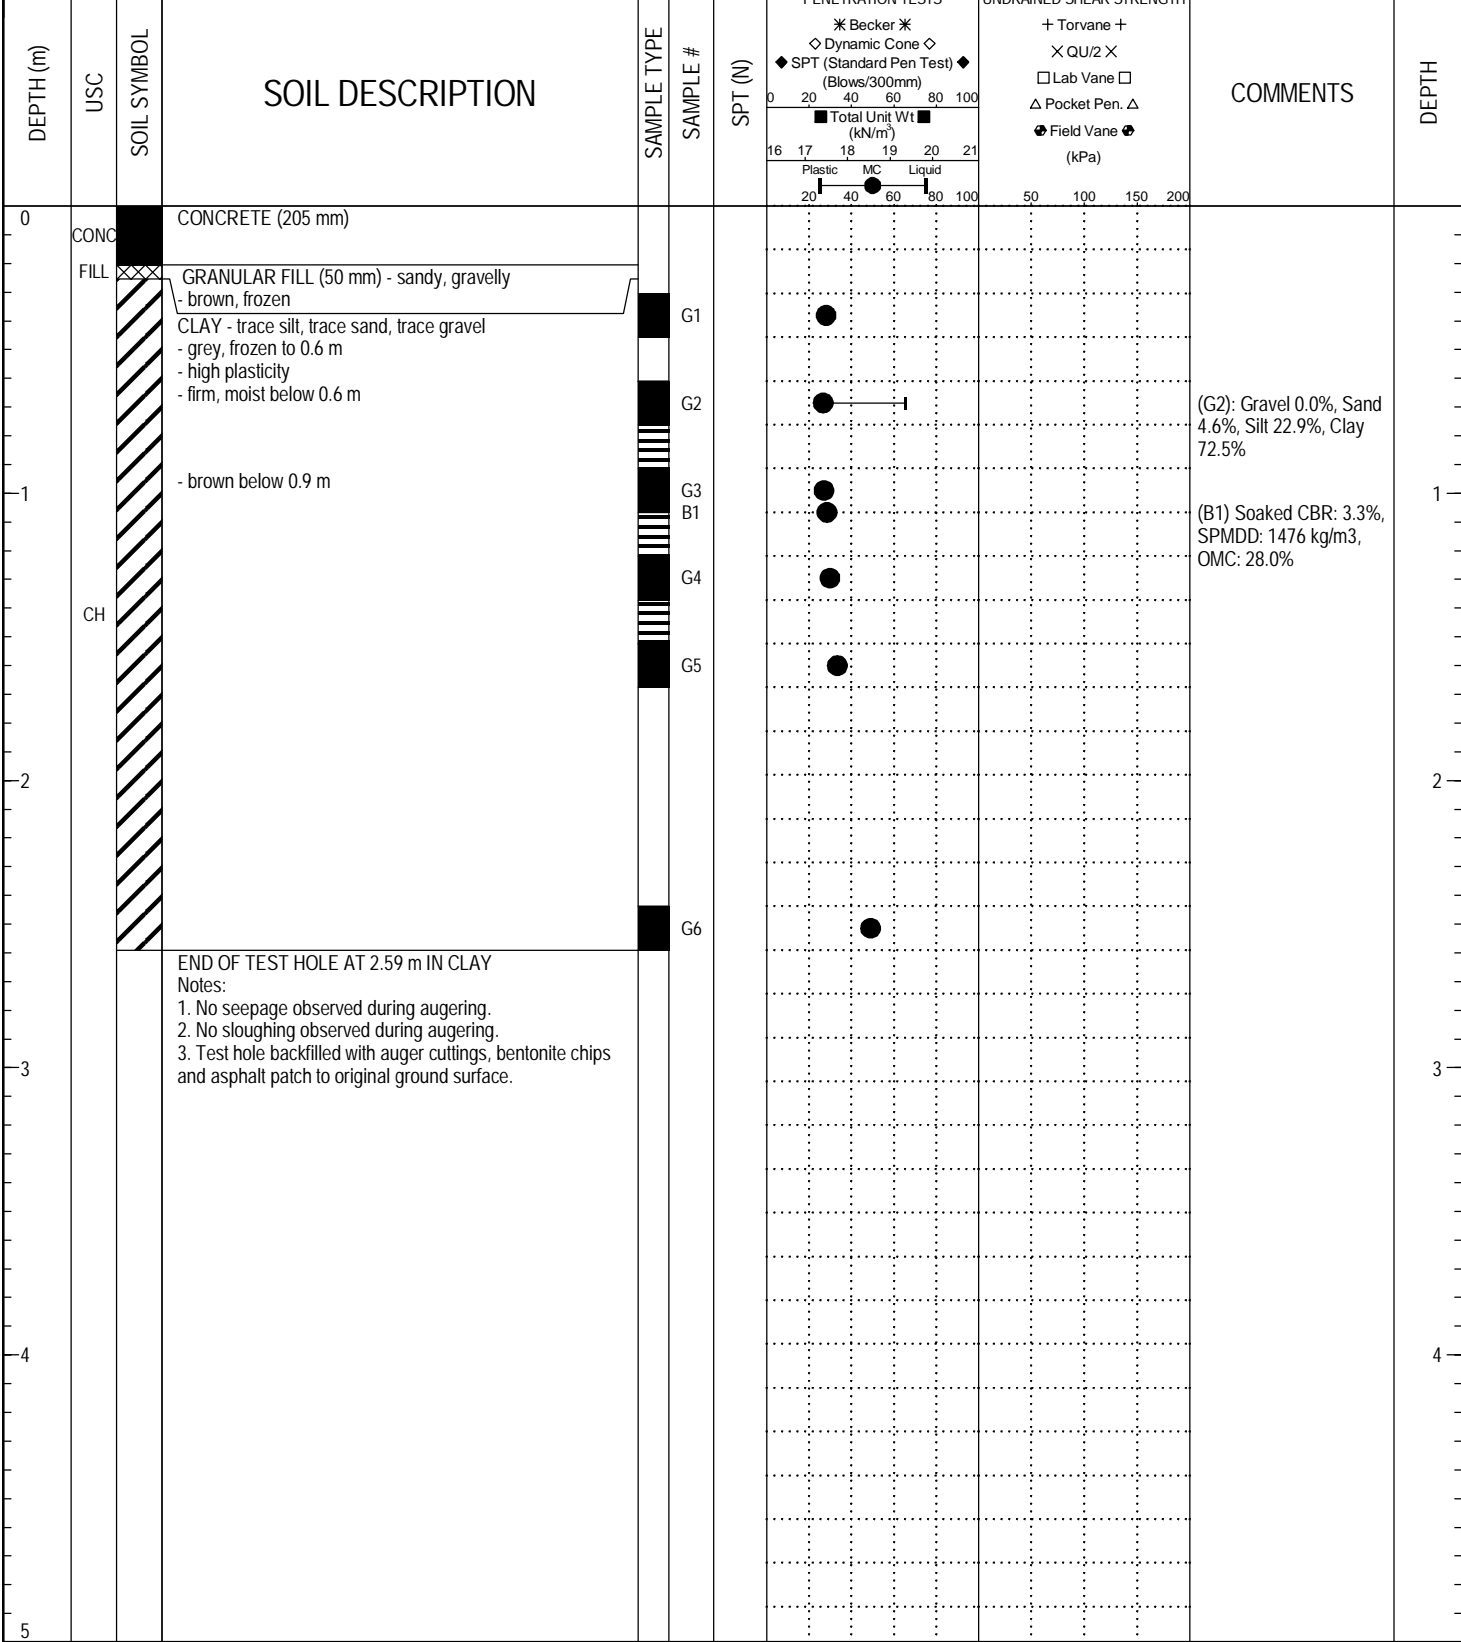 PENETRATION TESTS
UNDRAINED SHEAR STRENGTH
DEPTH (m)
USC
SOIL SYMBOL
SOIL DESCRIPTION
SAMPLE TYPE
SAMPLE #
SPT (N)
Becker
Dynamic Cone
SPT (Standard Pen Test)
(Blows/300mm)
0 20 40 60 80 100
Total Unit Wt
(kN/m³)
16 17 18 19 20 21
Plastic MC Liquid
20 40 60 80 100
Torvane
QU/2
Lab Vane
Pocket Pen.
Field Vane
(kPa)
50 100 150 200
COMMENTS
DEPTH
0
CONC
CONCRETE (205 mm)
FILL
GRANULAR FILL (50 mm) - sandy, gravelly
- brown, frozen
G1
CLAY - trace silt, trace sand, trace gravel
- grey, frozen to 0.6 m
- high plasticity
- firm, moist below 0.6 m
G2
(G2): Gravel 0.0%, Sand
4.6%, Silt 22.9%, Clay
72.5%
- brown below 0.9 m
1
G3
1
B1
(B1) Soaked CBR: 3.3%,
SPMDD: 1476 kg/m3,
OMC: 28.0%
G4
CH
G5
2
2
G6
END OF TEST HOLE AT 2.59 m IN CLAY
Notes:
1. No seepage observed during augering.
2. No sloughing observed during augering.
3. Test hole backfilled with auger cuttings, bentonite chips
and asphalt patch to original ground surface.
3
3
4
4
5